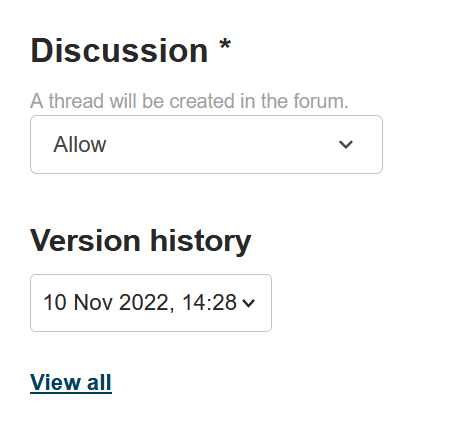 Discussion *
A thread will be created in the forum.
Allow
Version history
10 Nov 2022, 14:28
View all